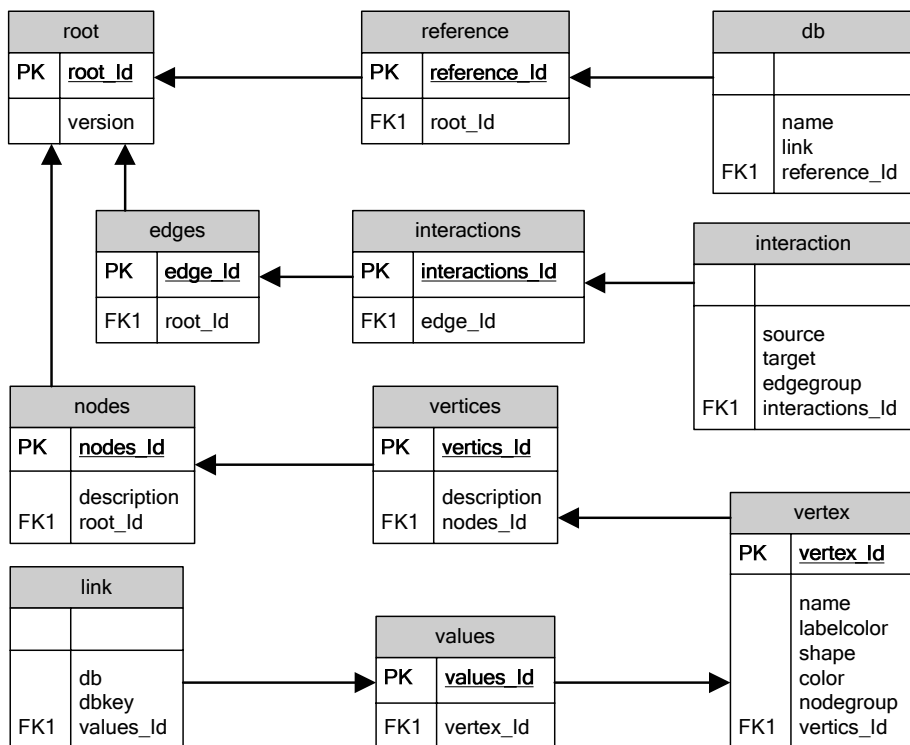 root
PK root_Id
version
reference
PK reference_Id
FK1 root_Id
db
name
link
FK1 reference_Id
edges
PK edge_Id
FK1 root_Id
interactions
PK interactions_Id
FK1 edge_Id
interaction
source
target
edgegroup
FK1 interactions_Id
nodes
PK nodes_Id
description
FK1 root_Id
vertices
PK vertics_Id
description
FK1 nodes_Id
vertex
PK vertex_Id
name
labelcolor
shape
color
nodegroup
FK1 vertics_Id
link
db
dbkey
FK1 values_Id
values
PK values_Id
FK1 vertex_Id